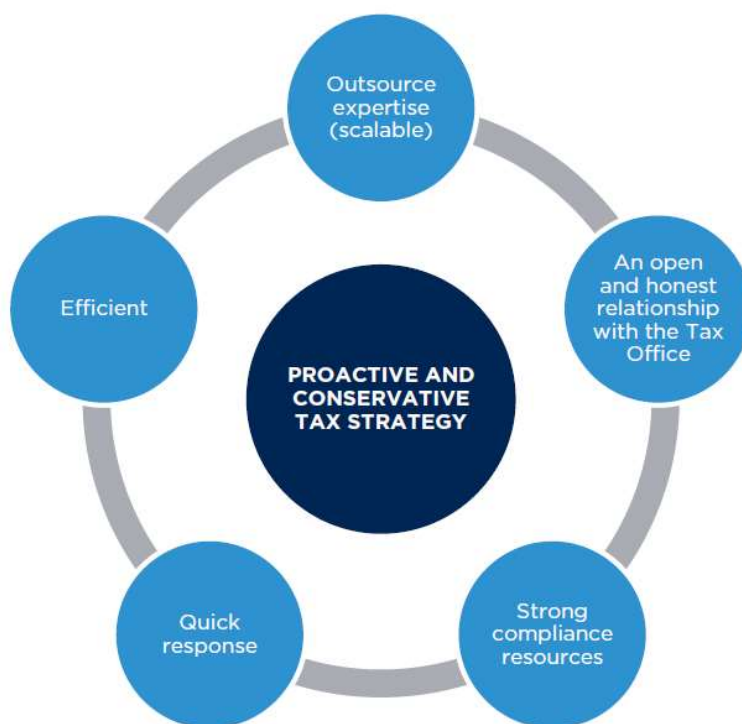 Outsource
expertise
(scalable)
An open
and honest
relationship
with the Tax
Office
Efficient
PROACTIVE AND
CONSERVATIVE
TAX STRATEGY
Quick
response
Strong
compliance
resources